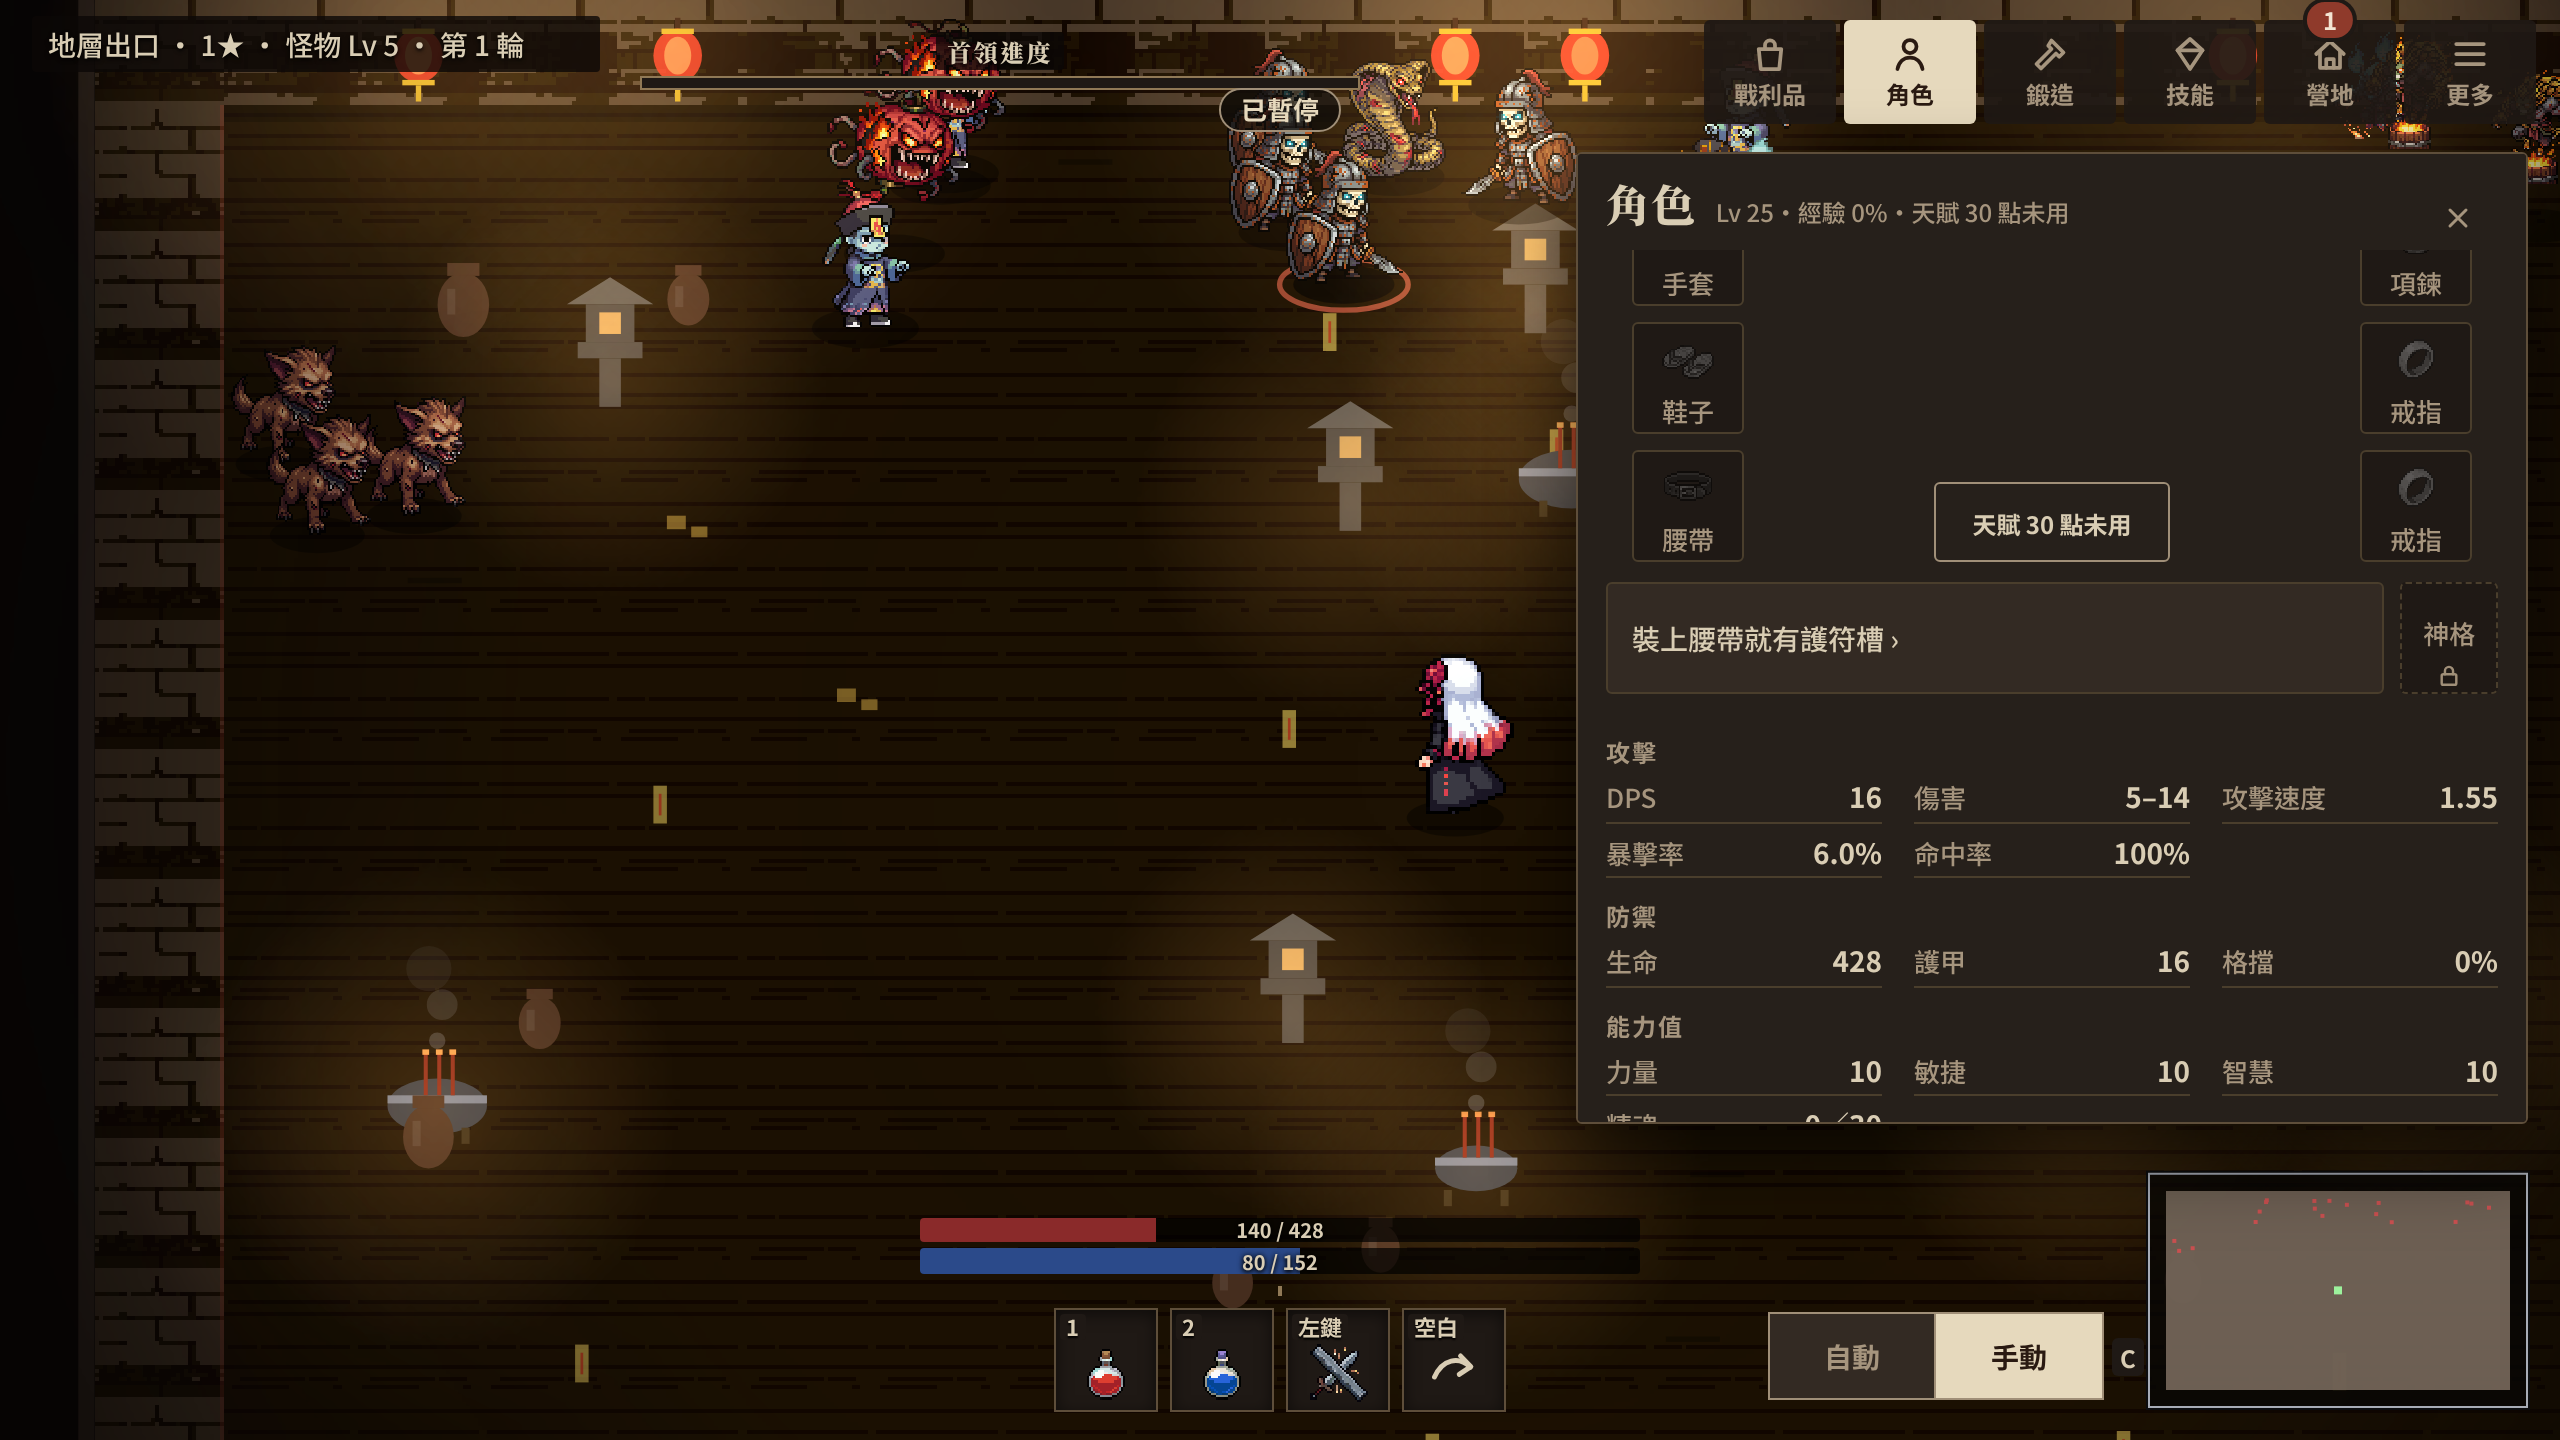 地層出口 · 1★ · 怪物 Lv 5 · 第 1 輪
首領進度
已暫停
戰利品
角色
鍛造
技能
1
營地
更多
角色
Lv 25・經驗 0%・天賦 30 點未用
手套
項鍊
鞋子
戒指
腰帶
天賦 30 點未用
戒指
裝上腰帶就有護符槽 ›
神格
攻擊
DPS 16 傷害 5–14 攻擊速度 1.55
暴擊率 6.0% 命中率 100%
防禦
生命 428 護甲 16 格擋 0%
能力值
力量 10 敏捷 10 智慧 10
140 / 428
80 / 152
1
2
左鍵
空白
自動
手動
C